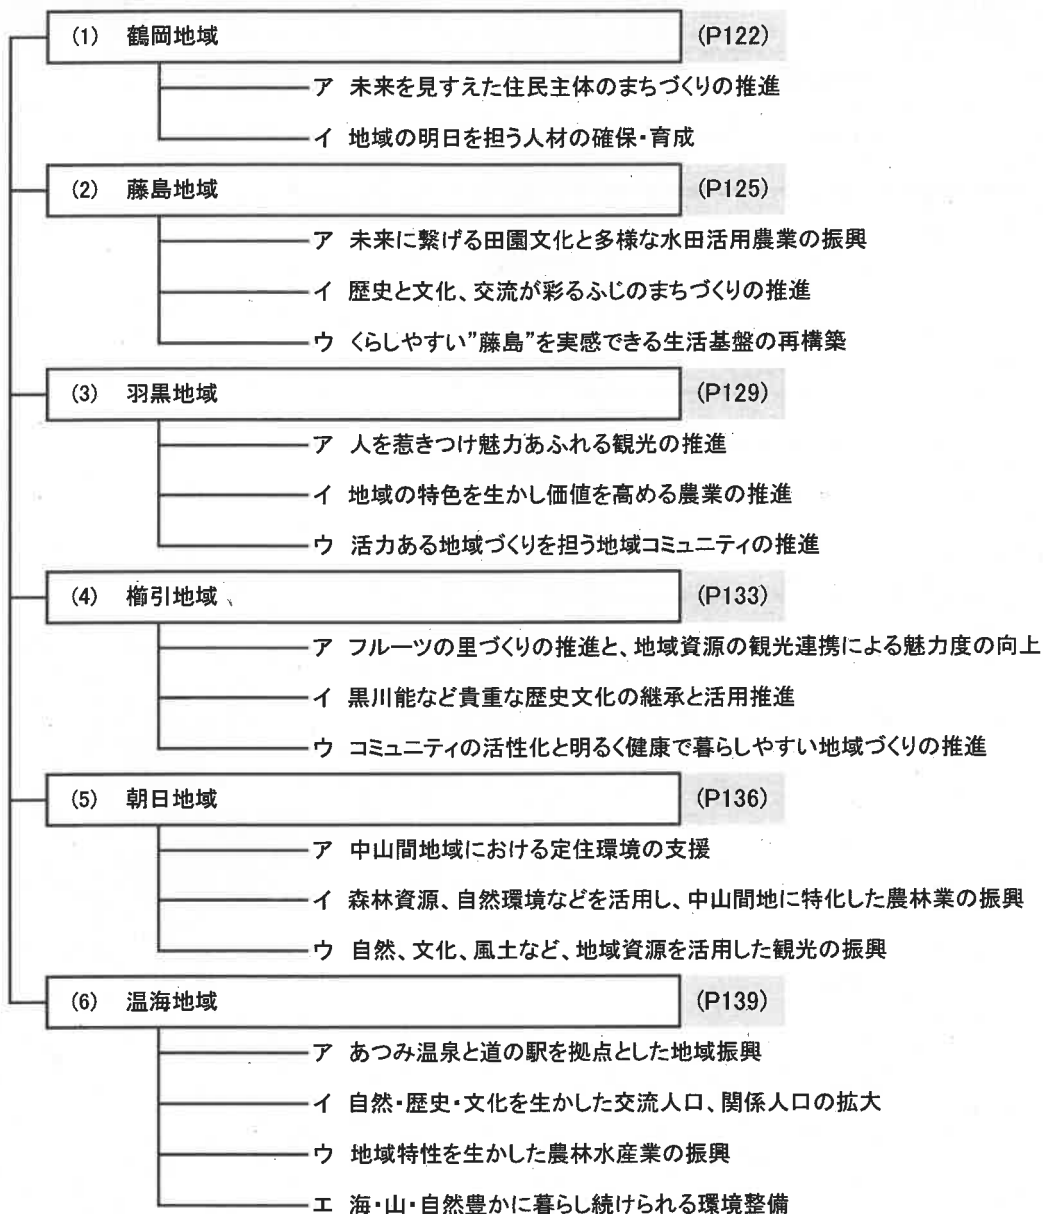 (1) 鶴岡地域 (P122)
ア 未来を見すえた住民主体のまちづくりの推進
イ 地域の明日を担う人材の確保・育成
(2) 藤島地域 (P125)
ア 未来に繋げる田園文化と多様な水田活用農業の振興
イ 歴史と文化、交流が彩るふじのまちづくりの推進
ウ くらしやすい”藤島”を実感できる生活基盤の再構築
(3) 羽黒地域 (P129)
ア 人を惹きつけ魅力あふれる観光の推進
イ 地域の特色を生かし価値を高める農業の推進
ウ 活力ある地域づくりを担う地域コミュニティの推進
(4) 櫛引地域 (P133)
ア フルーツの里づくりの推進と、地域資源の観光連携による魅力度の向上
イ 黒川能など貴重な歴史文化の継承と活用推進
ウ コミュニティの活性化と明るく健康で暮らしやすい地域づくりの推進
(5) 朝日地域 (P136)
ア 中山間地域における定住環境の支援
イ 森林資源、自然環境などを活用し、中山間地に特化した農林業の振興
ウ 自然、文化、風土など、地域資源を活用した観光の振興
(6) 温海地域 (P139)
ア あつみ温泉と道の駅を拠点とした地域振興
イ 自然・歴史・文化を生かした交流人口、関係人口の拡大
ウ 地域特性を生かした農林水産業の振興
エ 海・山・自然豊かに暮らし続けられる環境整備